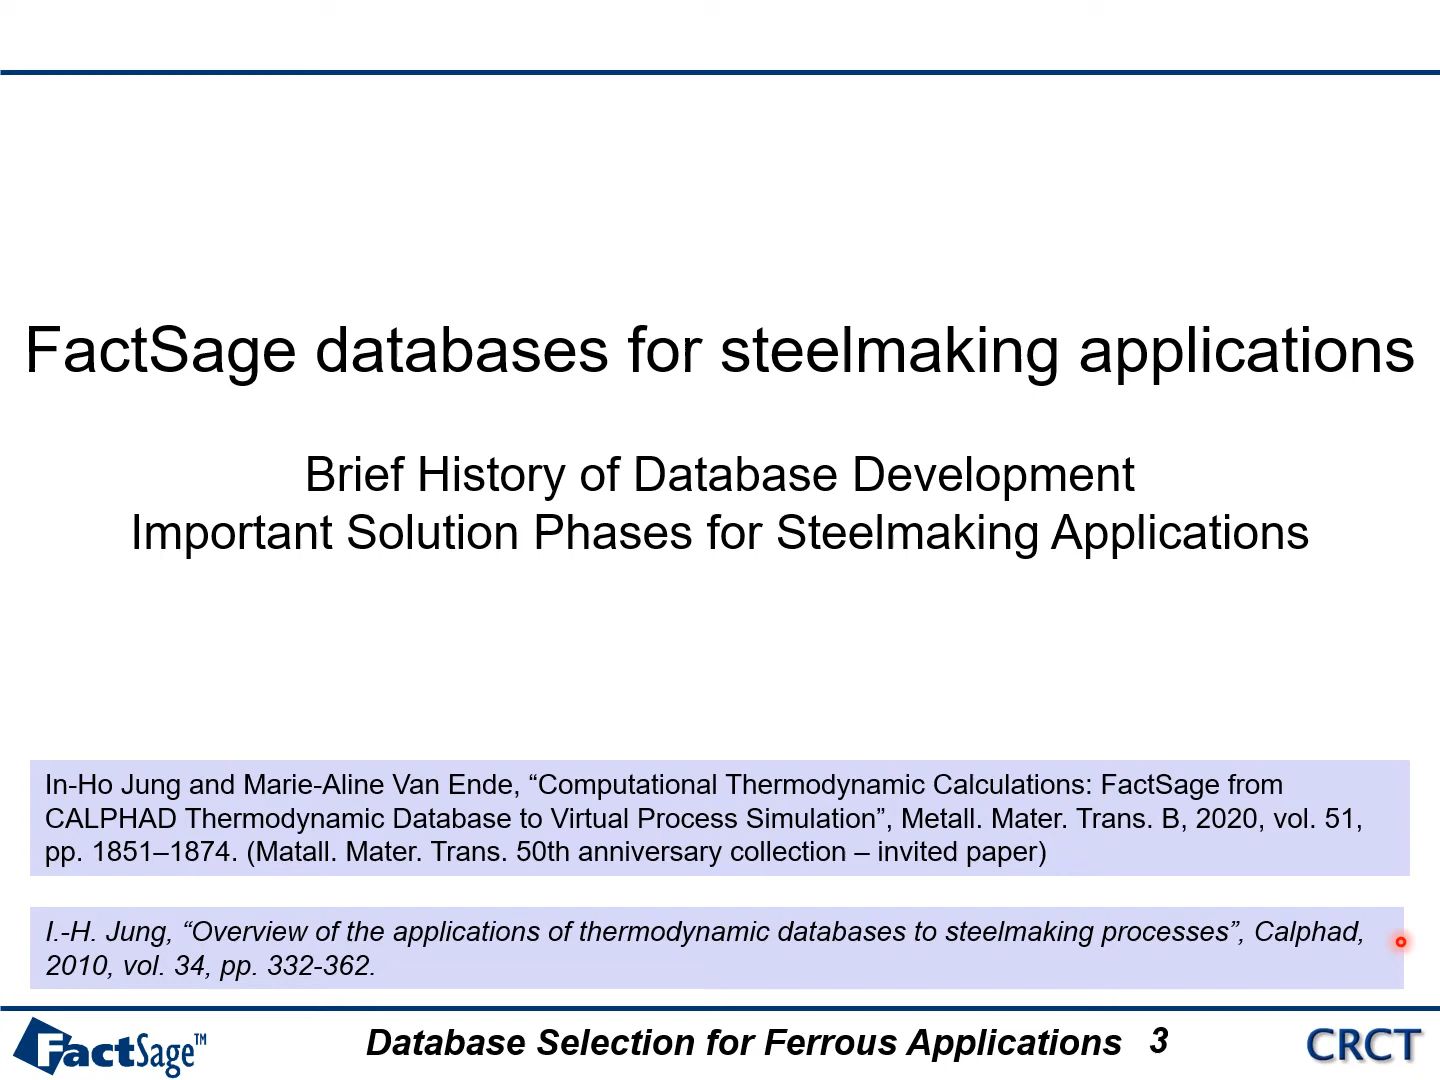 FactSage databases for steelmaking applications
Brief History of Database Development
Important Solution Phases for Steelmaking Applications
In-Ho Jung and Marie-Aline Van Ende, “Computational Thermodynamic Calculations: FactSage from
CALPHAD Thermodynamic Database to Virtual Process Simulation”, Metall. Mater. Trans. B, 2020, vol. 51,
pp. 1851–1874. (Matall. Mater. Trans. 50th anniversary collection – invited paper)
I.-H. Jung, “Overview of the applications of thermodynamic databases to steelmaking processes”, Calphad,
2010, vol. 34, pp. 332-362.
FactSage™ Database Selection for Ferrous Applications 3 CRCT